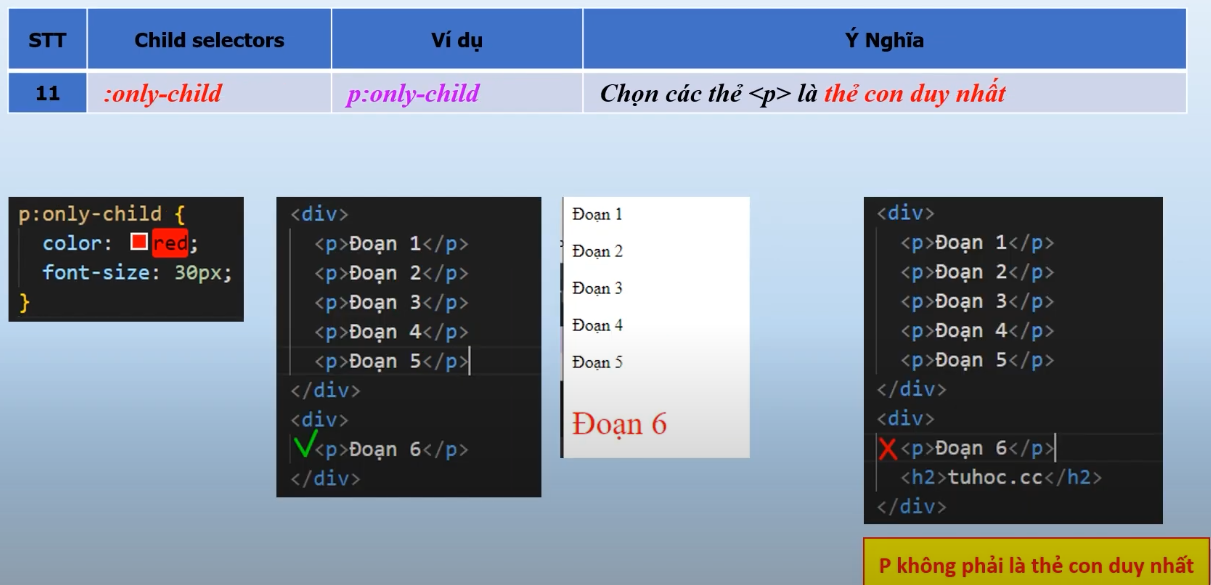 STT Child selectors Ví dụ Ý Nghĩa
11 :only-child p:only-child Chọn các thẻ <p> là thẻ con duy nhất
p:only-child {
color: red;
font-size: 30px;
}
<div>
<p>Đoạn 1</p>
<p>Đoạn 2</p>
<p>Đoạn 3</p>
<p>Đoạn 4</p>
<p>Đoạn 5</p>
</div>
<div>
<p>Đoạn 6</p>
</div>
Đoạn 1
Đoạn 2
Đoạn 3
Đoạn 4
Đoạn 5
Đoạn 6
<div>
<p>Đoạn 1</p>
<p>Đoạn 2</p>
<p>Đoạn 3</p>
<p>Đoạn 4</p>
<p>Đoạn 5</p>
</div>
<div>
<p>Đoạn 6</p>
<h2>tuhoc.cc</h2>
</div>
P không phải là thẻ con duy nhất